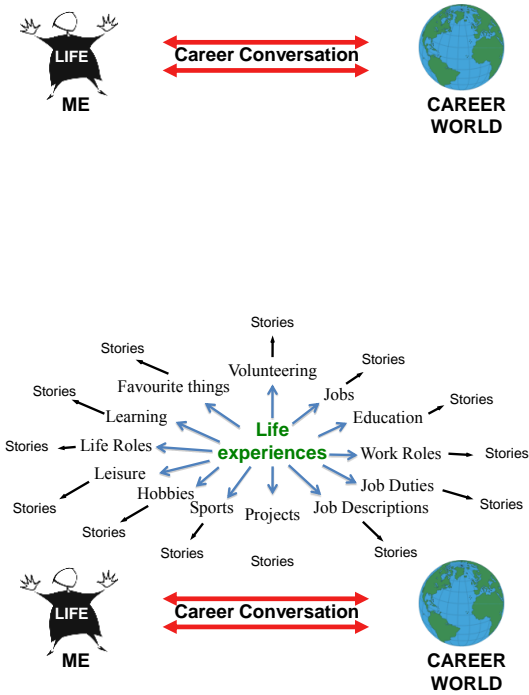 LIFE
Career Conversation
ME
CAREER
WORLD
Stories
Stories
Stories
Volunteering
Favourite things
Jobs
Stories
Stories
Learning
Education
Life
experiences
Stories
Life Roles
Work Roles
Stories
Leisure
Job Duties
Hobbies
Stories
Stories
Sports
Projects
Job Descriptions
Stories
Stories
Stories
Stories
LIFE
Career Conversation
ME
CAREER
WORLD